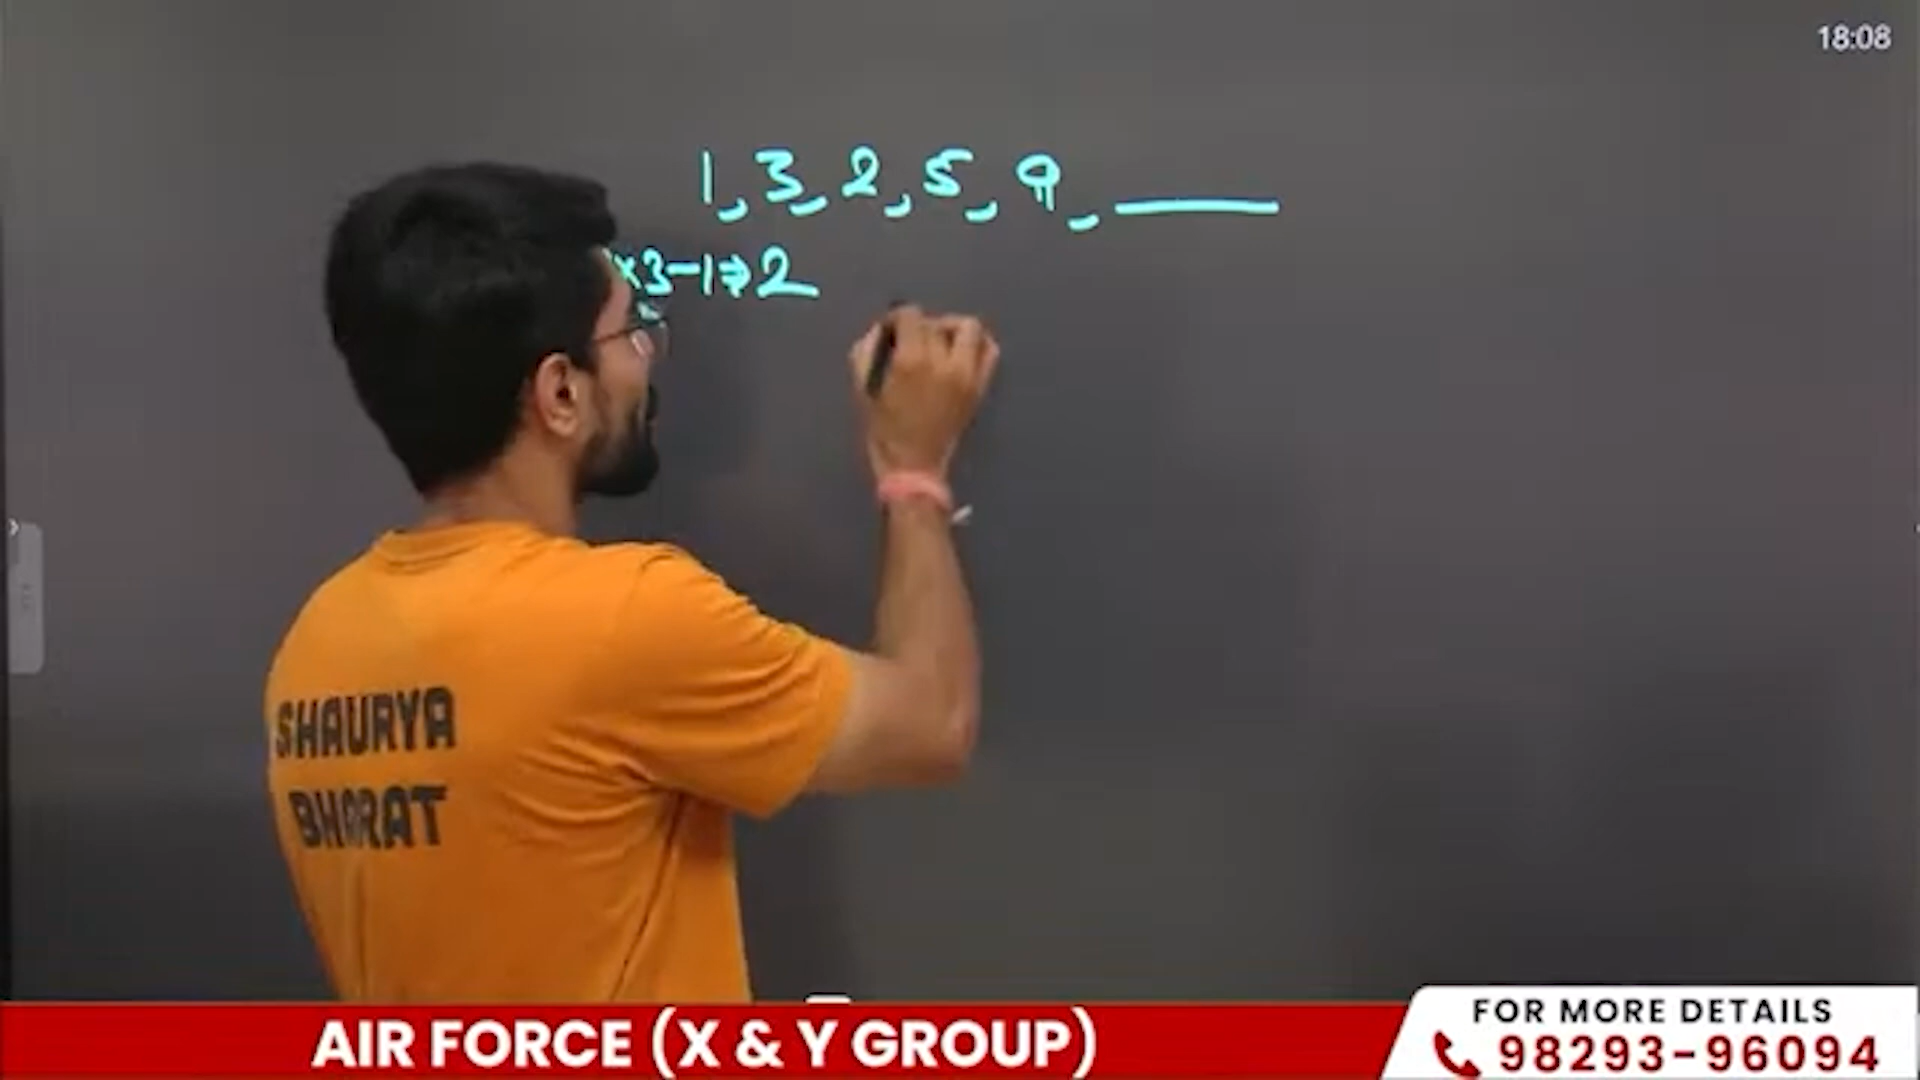 18:08
1, 3, 2, 5, 9, ____
x3-1⇒2
SHAURYA
BHARAT
AIR FORCE (X & Y GROUP)
FOR MORE DETAILS
98293-96094